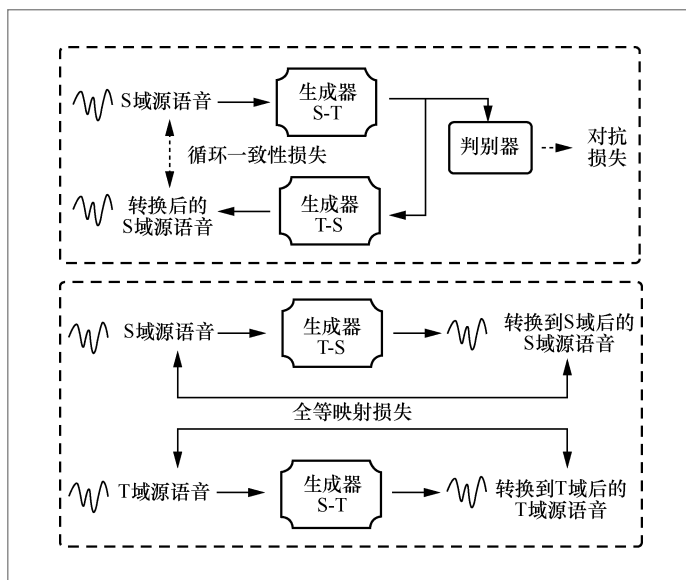 S域源语音
生成器
S-T
判别器
对抗
损失
循环一致性损失
转换后的
S域源语音
生成器
T-S
S域源语音
生成器
T-S
转换到S域后的
S域源语音
全等映射损失
T域源语音
生成器
S-T
转换到T域后的
T域源语音